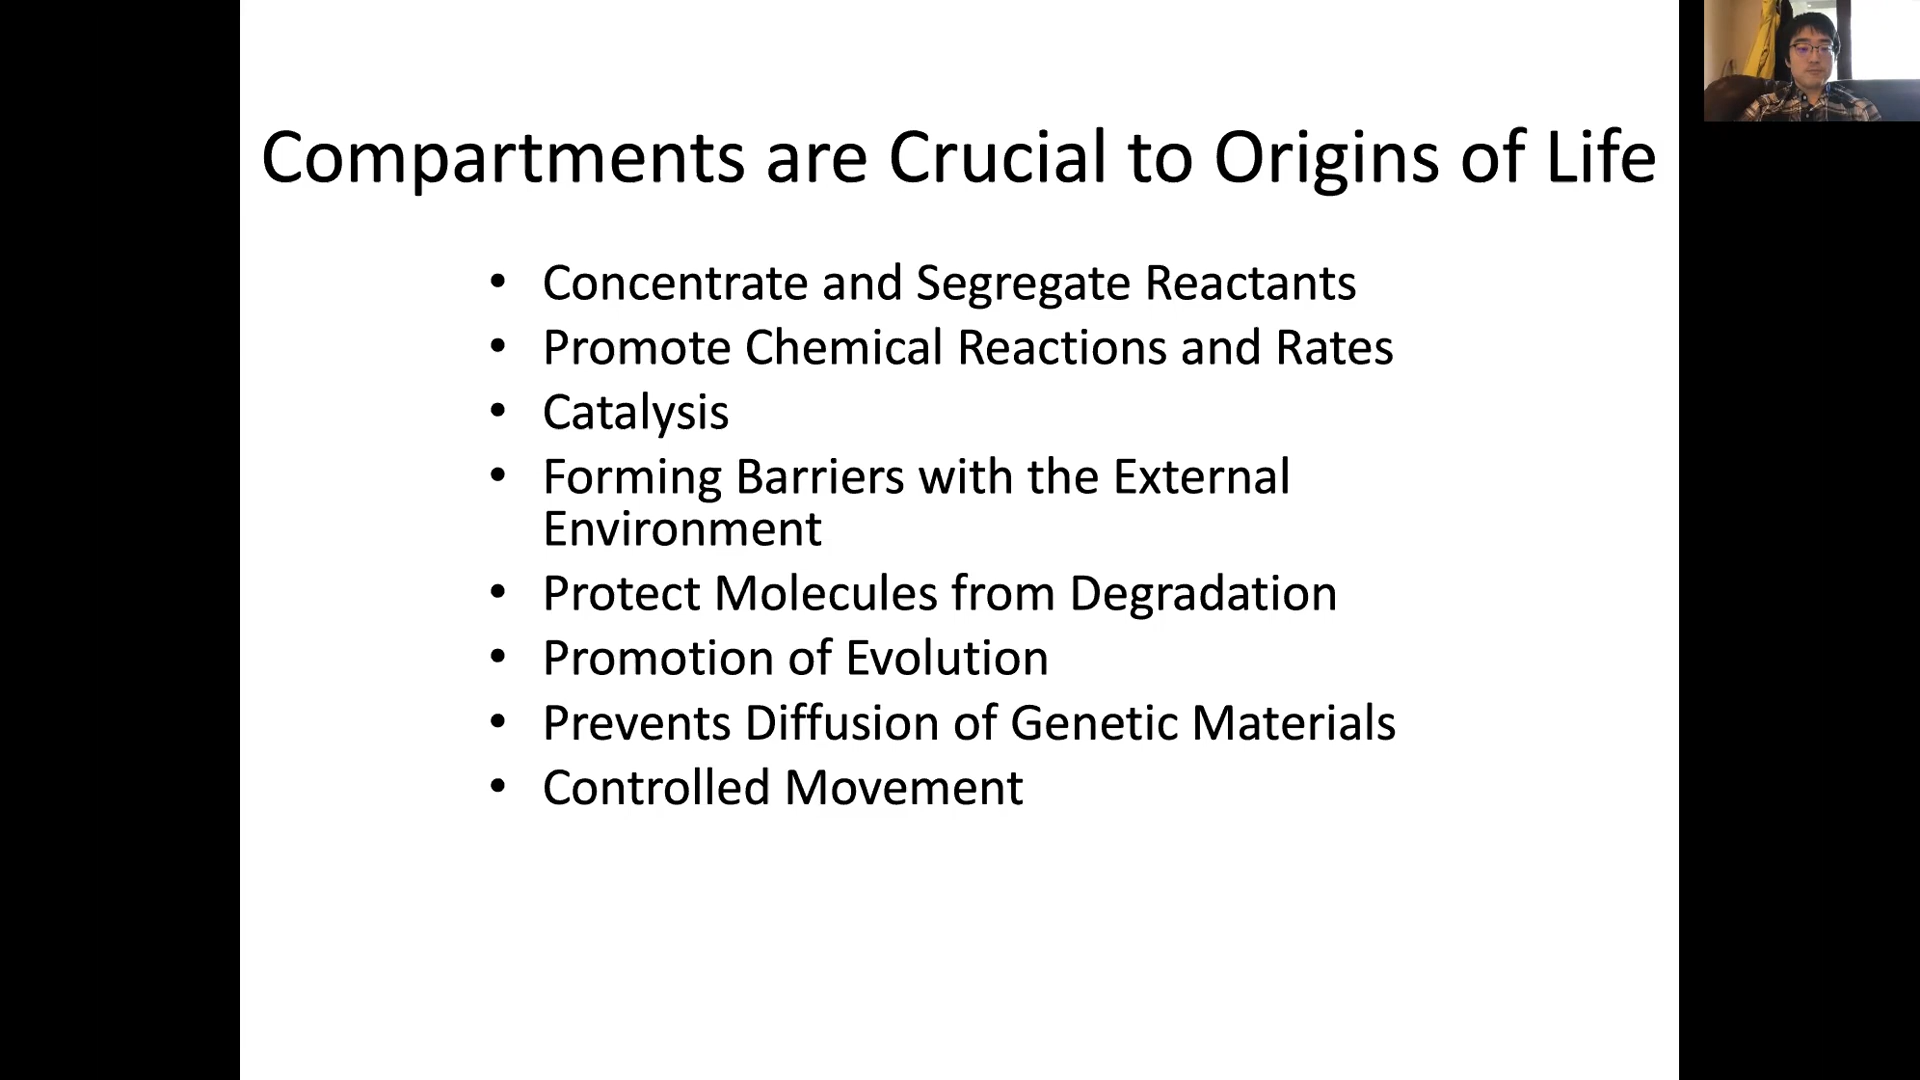 Compartments are Crucial to Origins of Life
• Concentrate and Segregate Reactants
• Promote Chemical Reactions and Rates
• Catalysis
• Forming Barriers with the External
Environment
• Protect Molecules from Degradation
• Promotion of Evolution
• Prevents Diffusion of Genetic Materials
• Controlled Movement